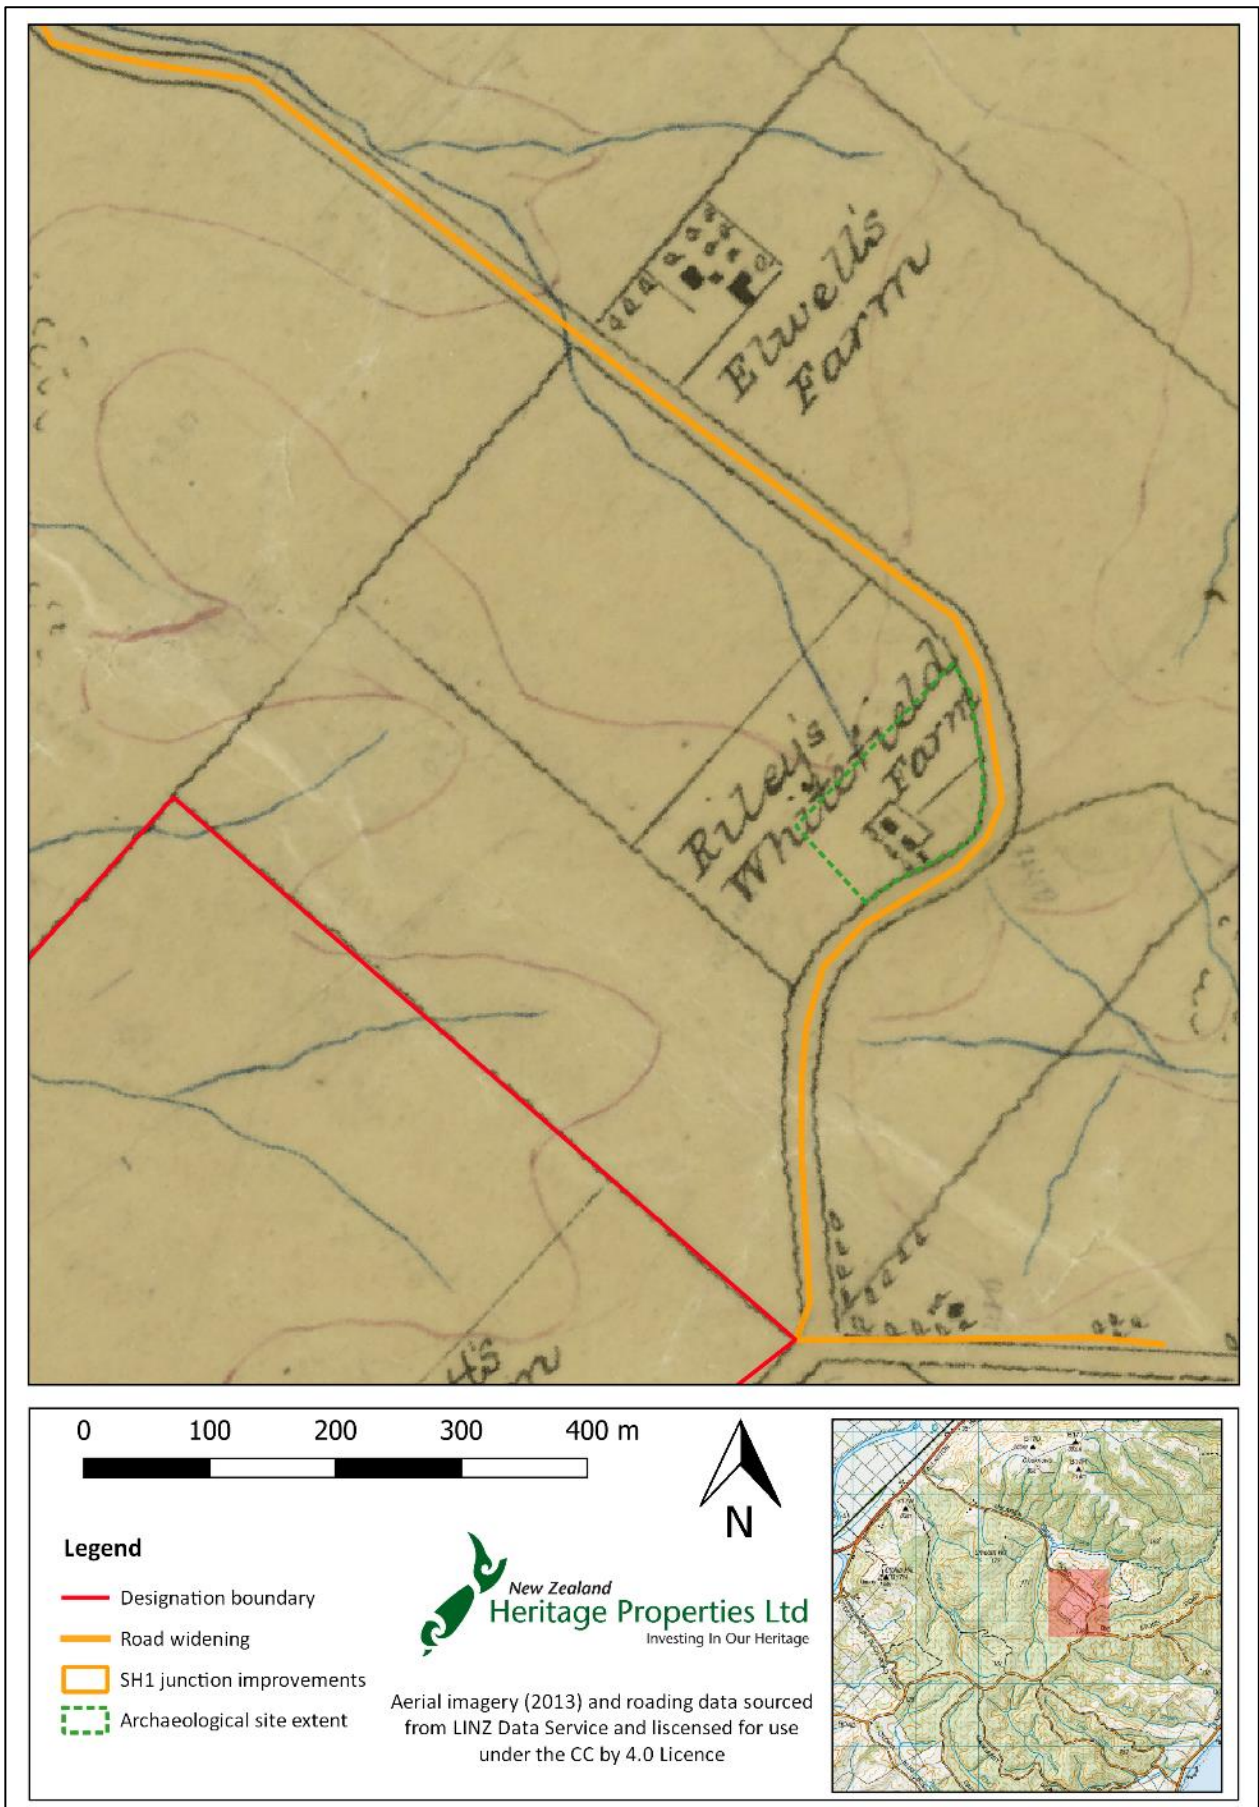 Elwell's
Farm
Riley's
Whitefield
Farm
0 100 200 300 400 m
N
Legend
Designation boundary
Road widening
SH1 junction improvements
Archaeological site extent
New Zealand
Heritage Properties Ltd
Investing In Our Heritage
Aerial imagery (2013) and roading data sourced
from LINZ Data Service and liscensed for use
under the CC by 4.0 Licence